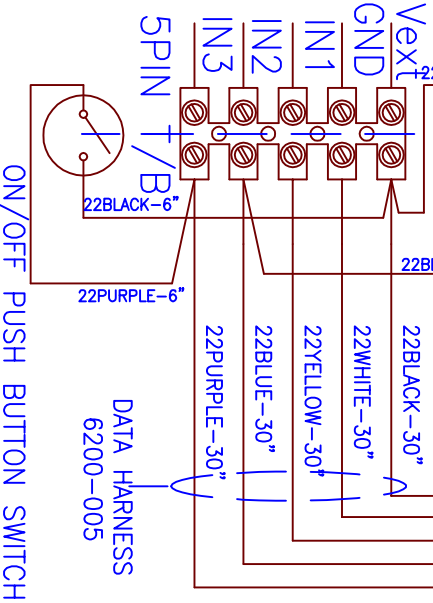 Vext
GND
IN1
IN2
IN3
5PIN T/B
22BLACK-6"
22PURPLE-6"
22BLACK-30"
22WHITE-30"
22YELLOW-30"
22BLUE-30"
22PURPLE-30"
DATA HARNESS
6200-005
ON/OFF PUSH BUTTON SWITCH